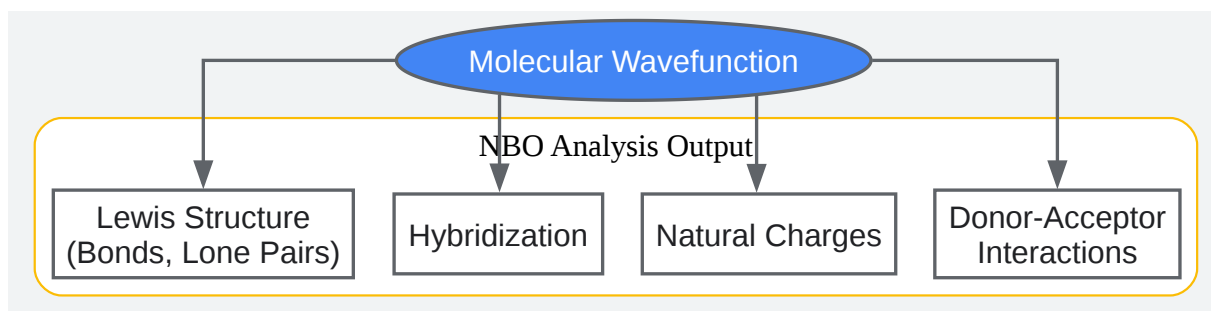 Molecular Wavefunction
NBO Analysis Output
Lewis Structure
(Bonds, Lone Pairs)
Hybridization
Natural Charges
Donor-Acceptor
Interactions